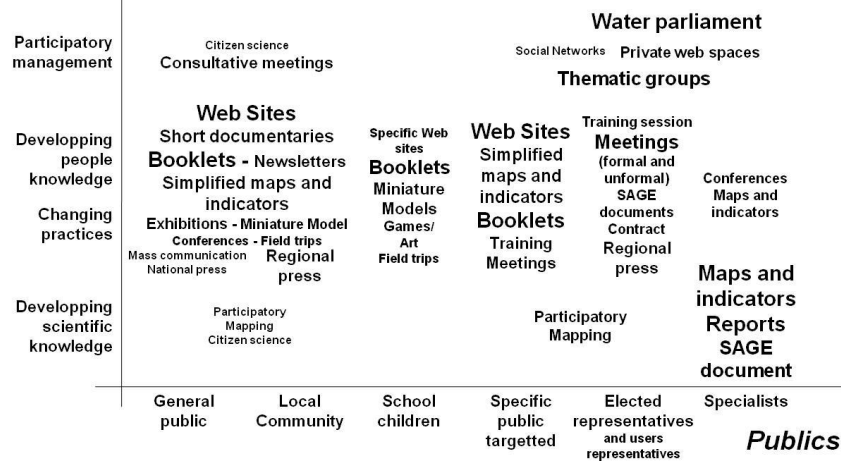 Water parliament
Participatory
management
Citizen science
Consultative meetings
Social Networks Private web spaces
Thematic groups
Developping
people
knowledge
Changing
practices
Web Sites
Short documentaries
Booklets - Newsletters
Simplified maps and
indicators
Exhibitions - Miniature Model
Conferences - Field trips
Mass communication
National press
Regional
press
Specific Web
sites
Booklets
Miniature
Models
Games/
Art
Field trips
Web Sites
Simplified
maps and
indicators
Booklets
Training
Meetings
Training session
Meetings
(formal and
unformal)
SAGE
documents
Contract
Regional
press
Conferences
Maps and
indicators
Developping
scientific
knowledge
Participatory
Mapping
Citizen science
Participatory
Mapping
Maps and
indicators
Reports
SAGE
document
General
public
Local
Community
School
children
Specific
public
targetted
Elected
representatives
and users
representatives
Specialists
Publics